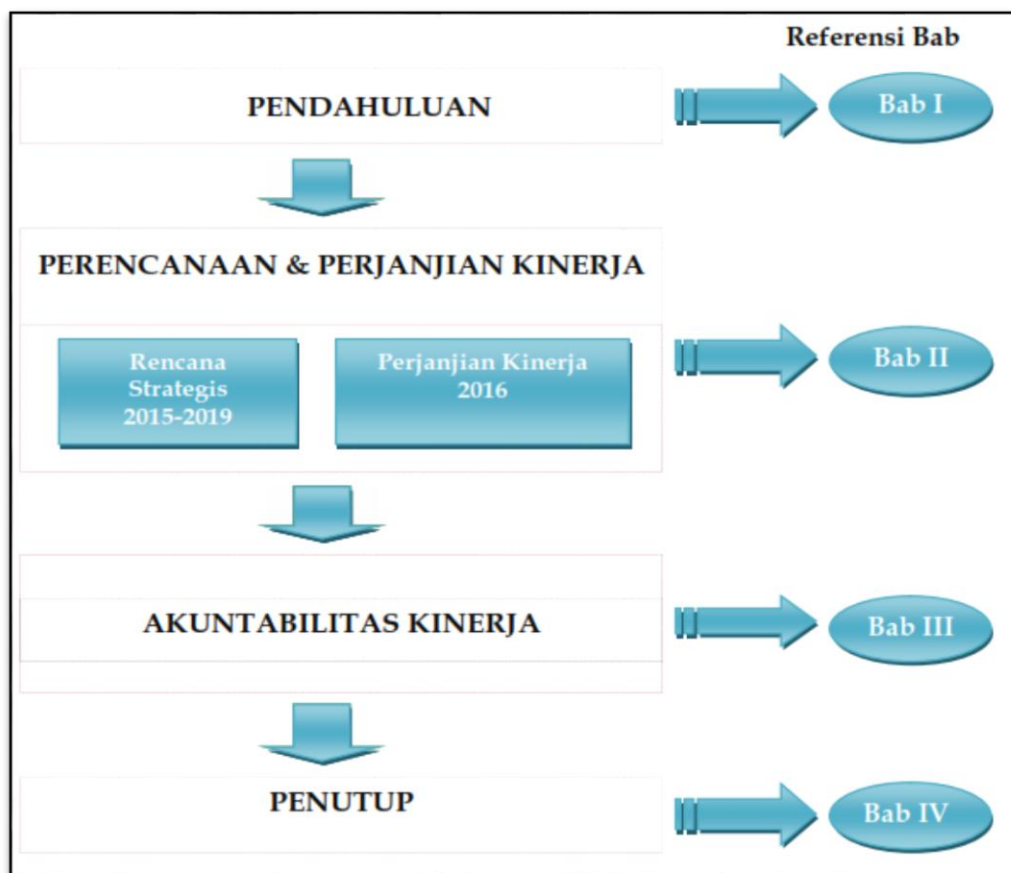 Referensi Bab
PENDAHULUAN
Bab I
PERENCANAAN & PERJANJIAN KINERJA
Rencana
Strategis
2015-2019
Perjanjian Kinerja
2016
Bab II
AKUNTABILITAS KINERJA
Bab III
PENUTUP
Bab IV